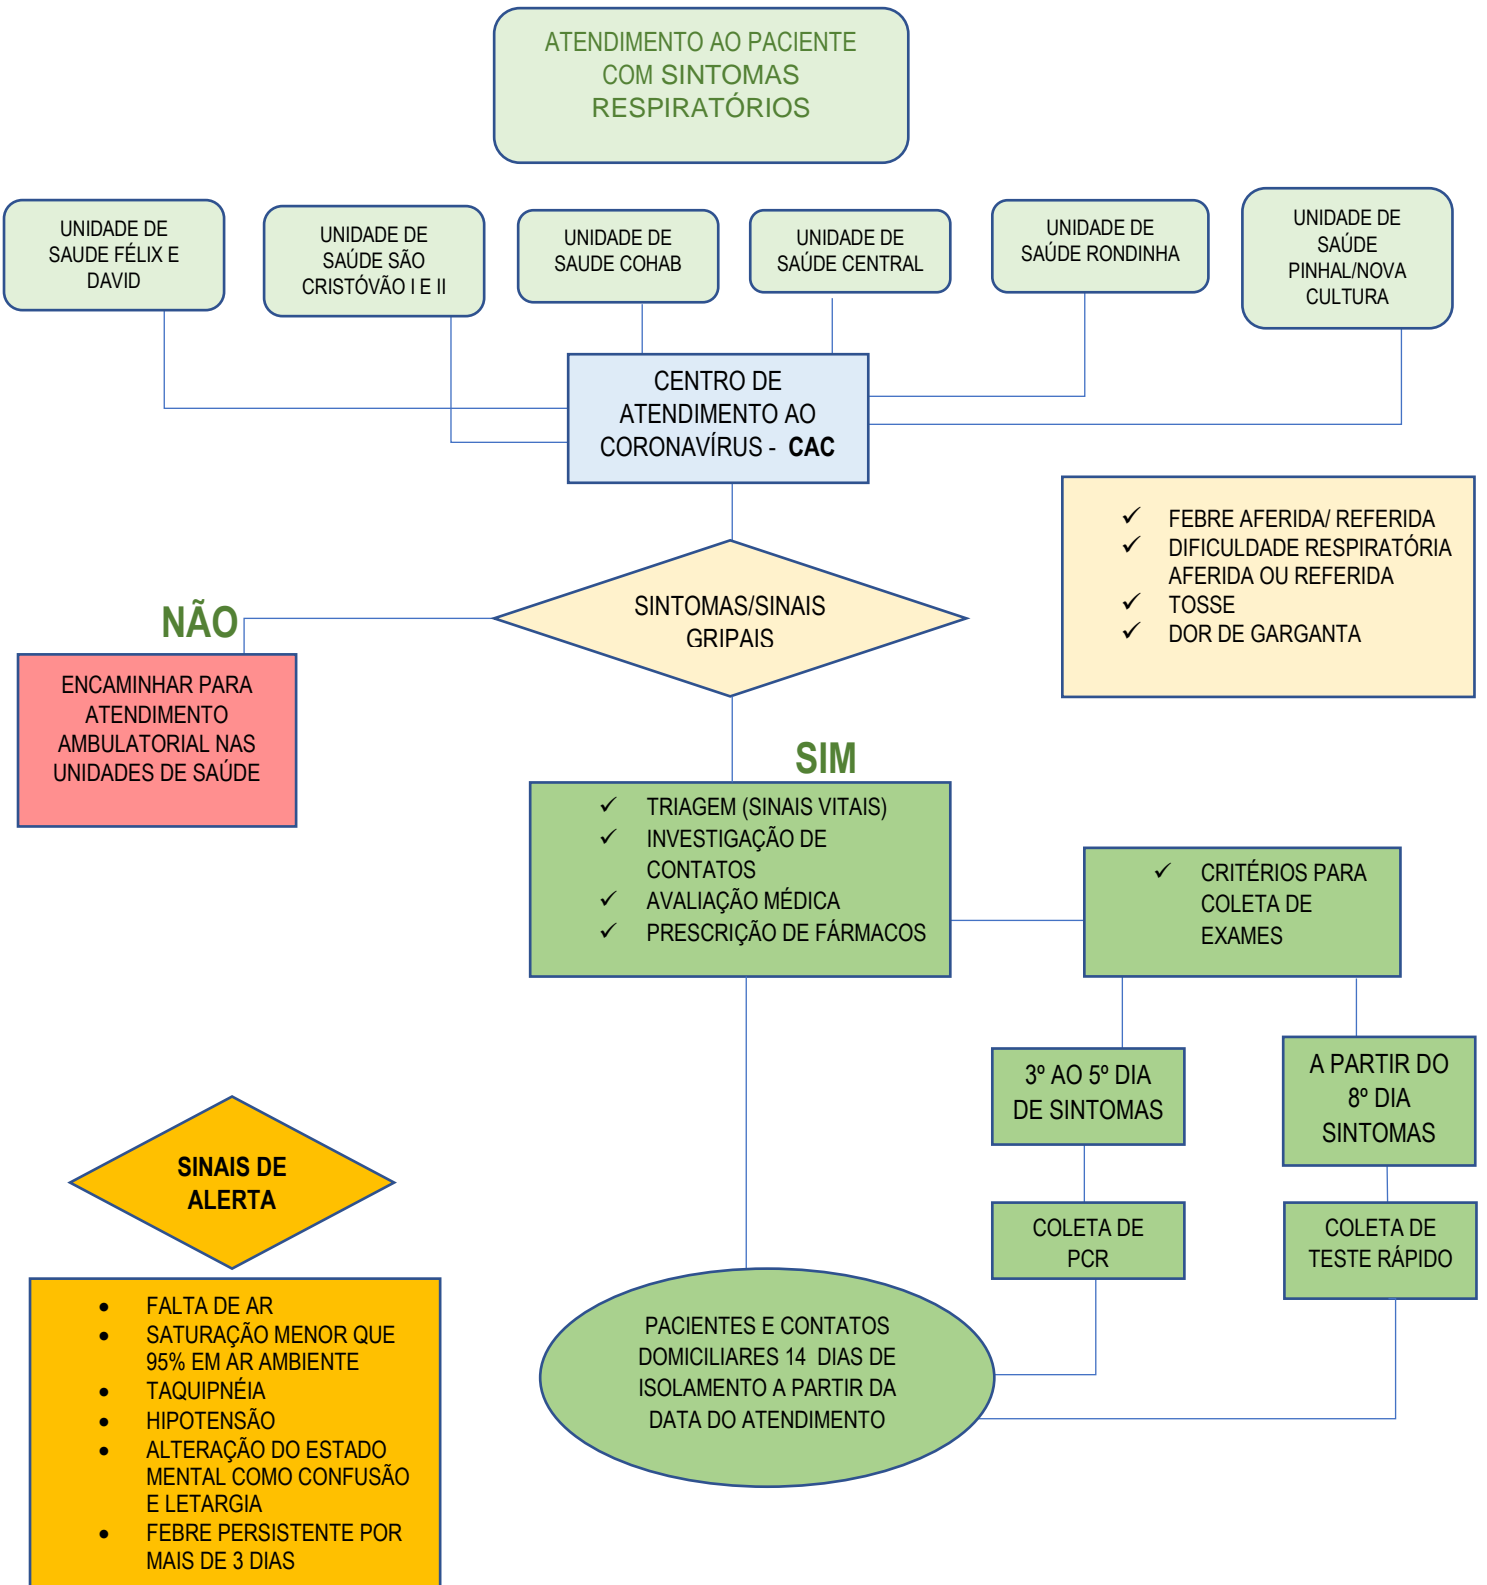 ATENDIMENTO AO PACIENTE
COM SINTOMAS
RESPIRATÓRIOS
UNIDADE DE
SAUDE FÉLIX E
DAVID
UNIDADE DE
SAÚDE SÃO
CRISTÓVÃO I E II
UNIDADE DE
SAUDE COHAB
UNIDADE DE
SAÚDE CENTRAL
UNIDADE DE
SAÚDE RONDINHA
UNIDADE DE
SAÚDE
PINHAL/NOVA
CULTURA
CENTRO DE
ATENDIMENTO AO
CORONAVÍRUS - CAC
✓ FEBRE AFERIDA/ REFERIDA
✓ DIFICULDADE RESPIRATÓRIA
AFERIDA OU REFERIDA
✓ TOSSE
✓ DOR DE GARGANTA
SINTOMAS/SINAIS
GRIPAIS
NÃO
ENCAMINHAR PARA
ATENDIMENTO
AMBULATORIAL NAS
UNIDADES DE SAÚDE
SIM
✓ TRIAGEM (SINAIS VITAIS)
✓ INVESTIGAÇÃO DE
CONTATOS
✓ AVALIAÇÃO MÉDICA
✓ PRESCRIÇÃO DE FÁRMACOS
✓ CRITÉRIOS PARA
COLETA DE
EXAMES
3º AO 5º DIA
DE SINTOMAS
A PARTIR DO
8º DIA
SINTOMAS
COLETA DE
PCR
COLETA DE
TESTE RÁPIDO
PACIENTES E CONTATOS
DOMICILIARES 14 DIAS DE
ISOLAMENTO A PARTIR DA
DATA DO ATENDIMENTO
SINAIS DE
ALERTA
• FALTA DE AR
• SATURAÇÃO MENOR QUE
95% EM AR AMBIENTE
• TAQUIPNÉIA
• HIPOTENSÃO
• ALTERAÇÃO DO ESTADO
MENTAL COMO CONFUSÃO
E LETARGIA
• FEBRE PERSISTENTE POR
MAIS DE 3 DIAS